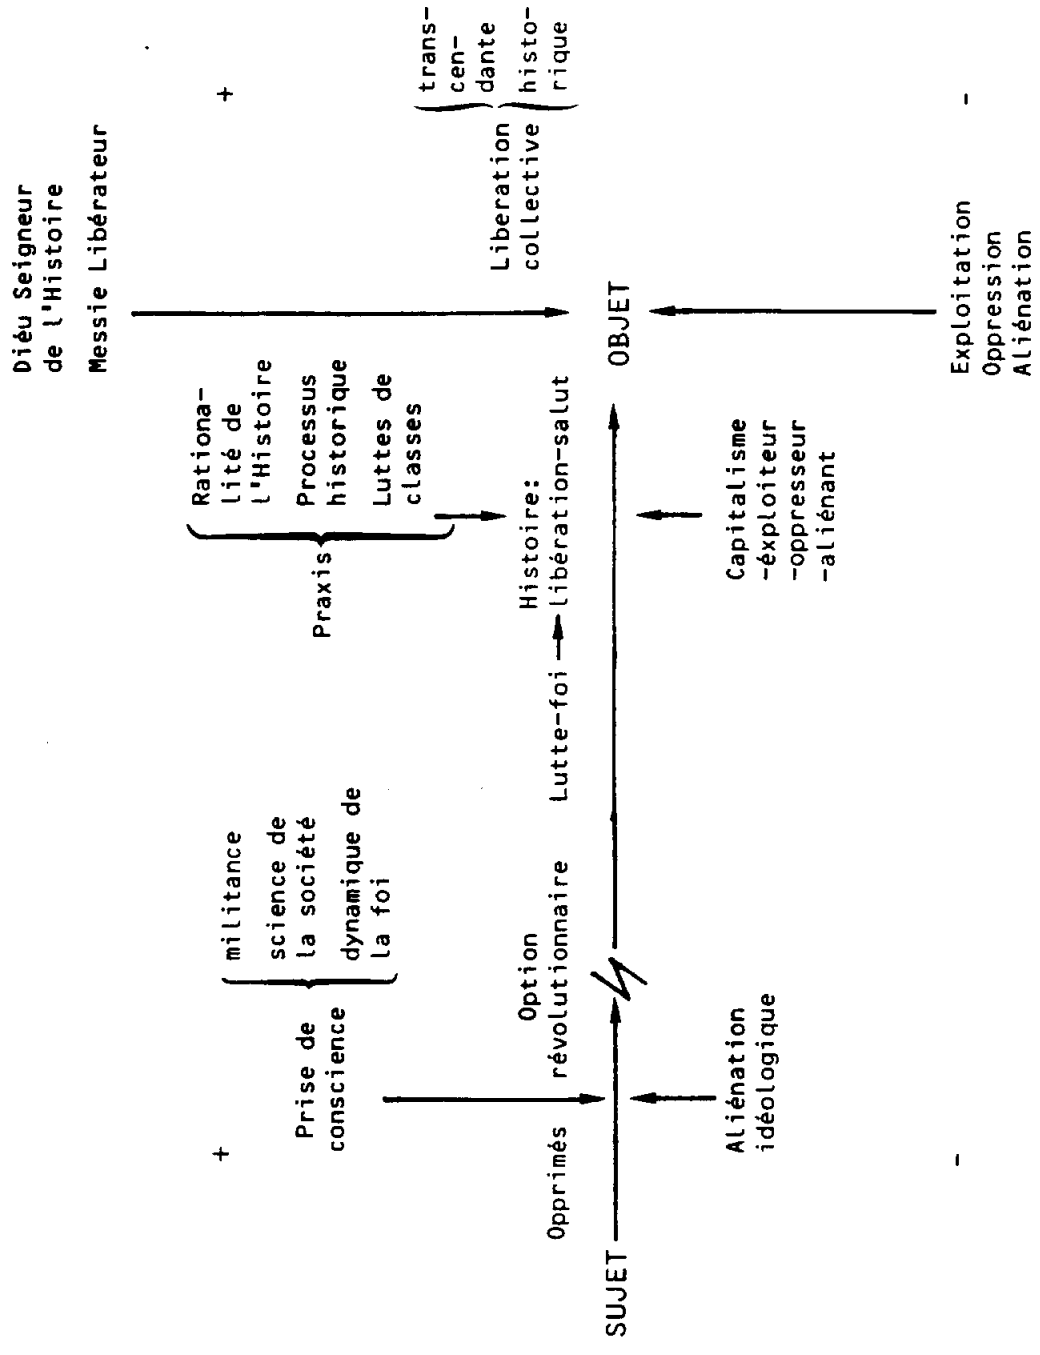 Diéu Seigneur
de l'Histoire
Messie Libérateur
+
+
Prise de
conscience
militance
science de
la société
dynamique de
la foi
Praxis
Rationa-
lité de
l'Histoire
Processus
historique
Luttes de
classes
Liberation
collective
trans-
cen-
dante
histo-
rique
Opprimés
Option
révolutionnaire
Lutte-foi
Histoire:
libération-salut
SUJET
OBJET
Aliénation
idéologique
Capitalisme
-éxploiteur
-oppresseur
-aliénant
Exploitation
Oppression
Aliénation
-
-